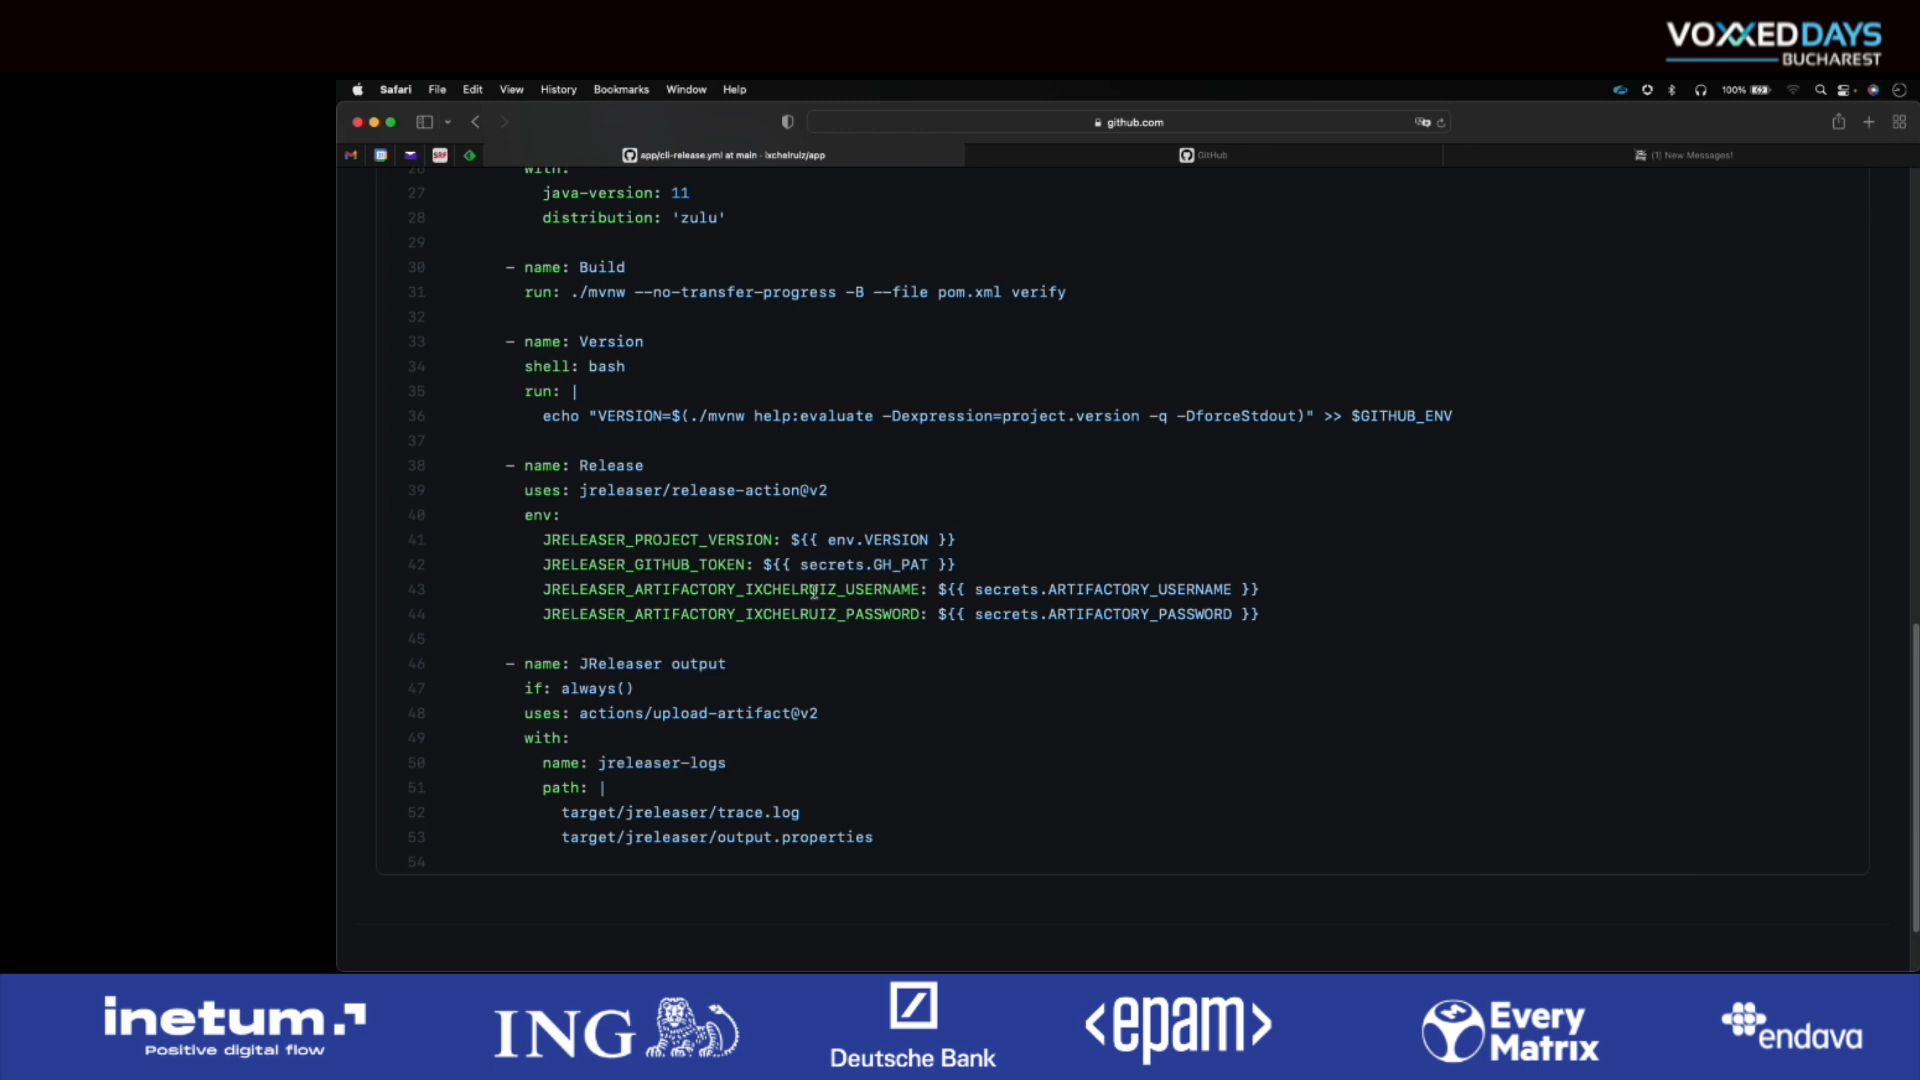 VOXXED DAYS
BUCHAREST
Safari File Edit View History Bookmarks Window Help
100%
github.com
SRF
app/cli-release.yml at main · ixchelruiz/app
GitHub
(1) New Messages!
26 with:
27 java-version: 11
28 distribution: 'zulu'
29
30 - name: Build
31 run: ./mvnw --no-transfer-progress -B --file pom.xml verify
32
33 - name: Version
34 shell: bash
35 run: |
36 echo "VERSION=$(./mvnw help:evaluate -Dexpression=project.version -q -DforceStdout)" >> $GITHUB_ENV
37
38 - name: Release
39 uses: jreleaser/release-action@v2
40 env:
41 JRELEASER_PROJECT_VERSION: ${{ env.VERSION }}
42 JRELEASER_GITHUB_TOKEN: ${{ secrets.GH_PAT }}
43 JRELEASER_ARTIFACTORY_IXCHELRUIZ_USERNAME: ${{ secrets.ARTIFACTORY_USERNAME }}
44 JRELEASER_ARTIFACTORY_IXCHELRUIZ_PASSWORD: ${{ secrets.ARTIFACTORY_PASSWORD }}
45
46 - name: JReleaser output
47 if: always()
48 uses: actions/upload-artifact@v2
49 with:
50 name: jreleaser-logs
51 path: |
52 target/jreleaser/trace.log
53 target/jreleaser/output.properties
54
inetum.
Positive digital flow
ING
Deutsche Bank
<epam>
Every
Matrix
endava